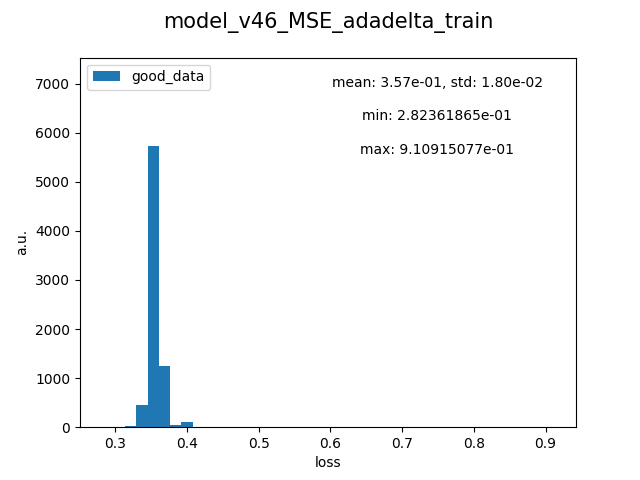 model_v46_MSE_adadelta_train
good_data
mean: 3.57e-01, std: 1.80e-02
min: 2.82361865e-01
max: 9.10915077e-01
7000
6000
5000
4000
3000
2000
1000
0
a.u.
0.3 0.4 0.5 0.6 0.7 0.8 0.9
loss